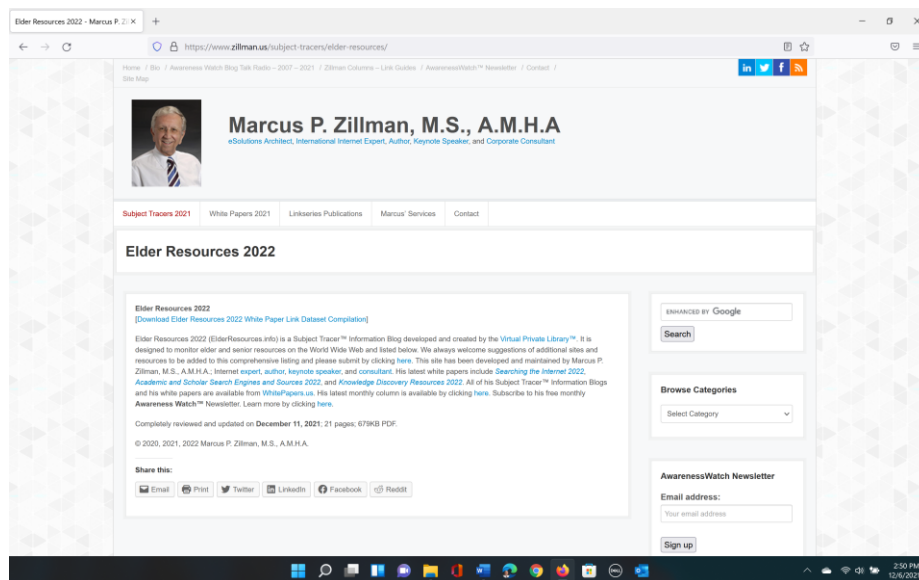 Elder Resources 2022 - Marcus P. Zi
https://www.zillman.us/subject-tracers/elder-resources/
Home / Bio / Awareness Watch Blog Talk Radio – 2007 – 2021 / Zillman Columns – Link Guides / AwarenessWatch™ Newsletter / Contact /
Site Map
in
f
Marcus P. Zillman, M.S., A.M.H.A
eSolutions Architect, International Internet Expert, Author, Keynote Speaker, and Corporate Consultant
Subject Tracers 2021 White Papers 2021 Linkseries Publications Marcus' Services Contact
Elder Resources 2022
Elder Resources 2022
[Download Elder Resources 2022 White Paper Link Dataset Compilation]
Elder Resources 2022 (ElderResources.info) is a Subject Tracer™ Information Blog developed and created by the Virtual Private Library™. It is
designed to monitor elder and senior resources on the World Wide Web and listed below. We always welcome suggestions of additional sites and
resources to be added to this comprehensive listing and please submit by clicking here. This site has been developed and maintained by Marcus P.
Zillman, M.S., A.M.H.A.; Internet expert, author, keynote speaker, and consultant. His latest white papers include Searching the Internet 2022,
Academic and Scholar Search Engines and Sources 2022, and Knowledge Discovery Resources 2022. All of his Subject Tracer™ Information Blogs
and his white papers are available from WhitePapers.us. His latest monthly column is available by clicking here. Subscribe to his free monthly
Awareness Watch™ Newsletter. Learn more by clicking here.
Completely reviewed and updated on December 11, 2021; 21 pages; 679KB PDF.
© 2020, 2021, 2022 Marcus P. Zillman, M.S., A.M.H.A.
Share this:
Email Print Twitter LinkedIn Facebook Reddit
ENHANCED BY Google
Search
Browse Categories
Select Category
AwarenessWatch Newsletter
Email address:
Your email address
Sign up
2:50 PM
12/6/202